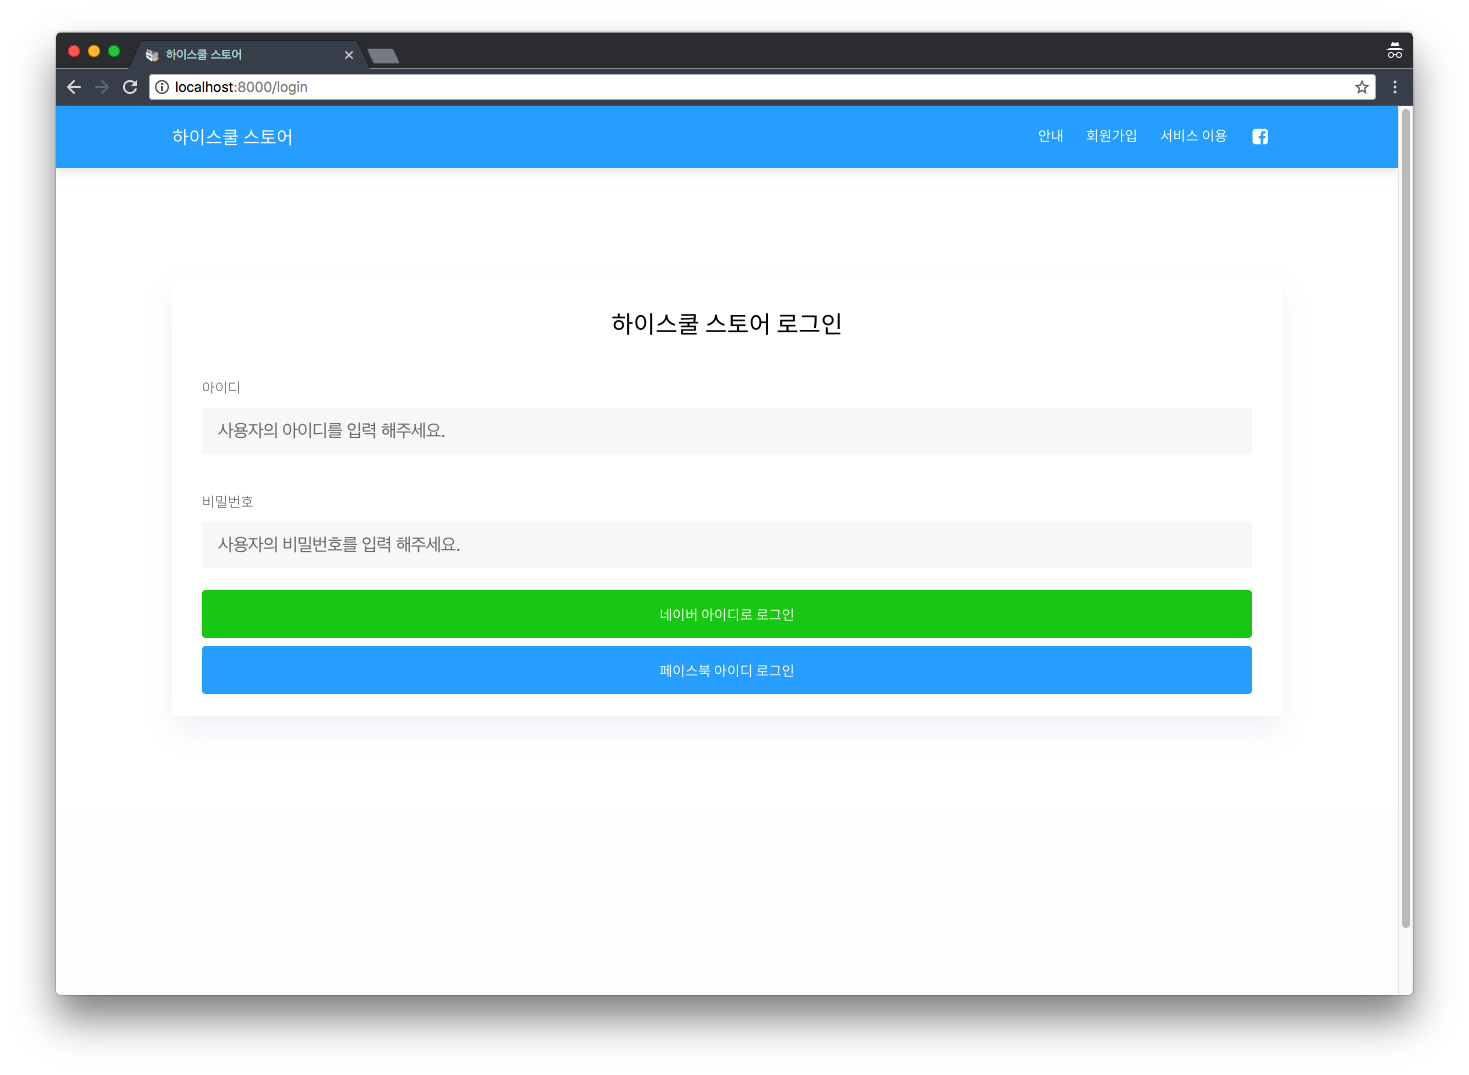 하이스쿨 스토어
localhost:8000/login
하이스쿨 스토어
안내 회원가입 서비스 이용
하이스쿨 스토어 로그인
아이디
사용자의 아이디를 입력 해주세요.
비밀번호
사용자의 비밀번호를 입력 해주세요.
네이버 아이디로 로그인
페이스북 아이디 로그인